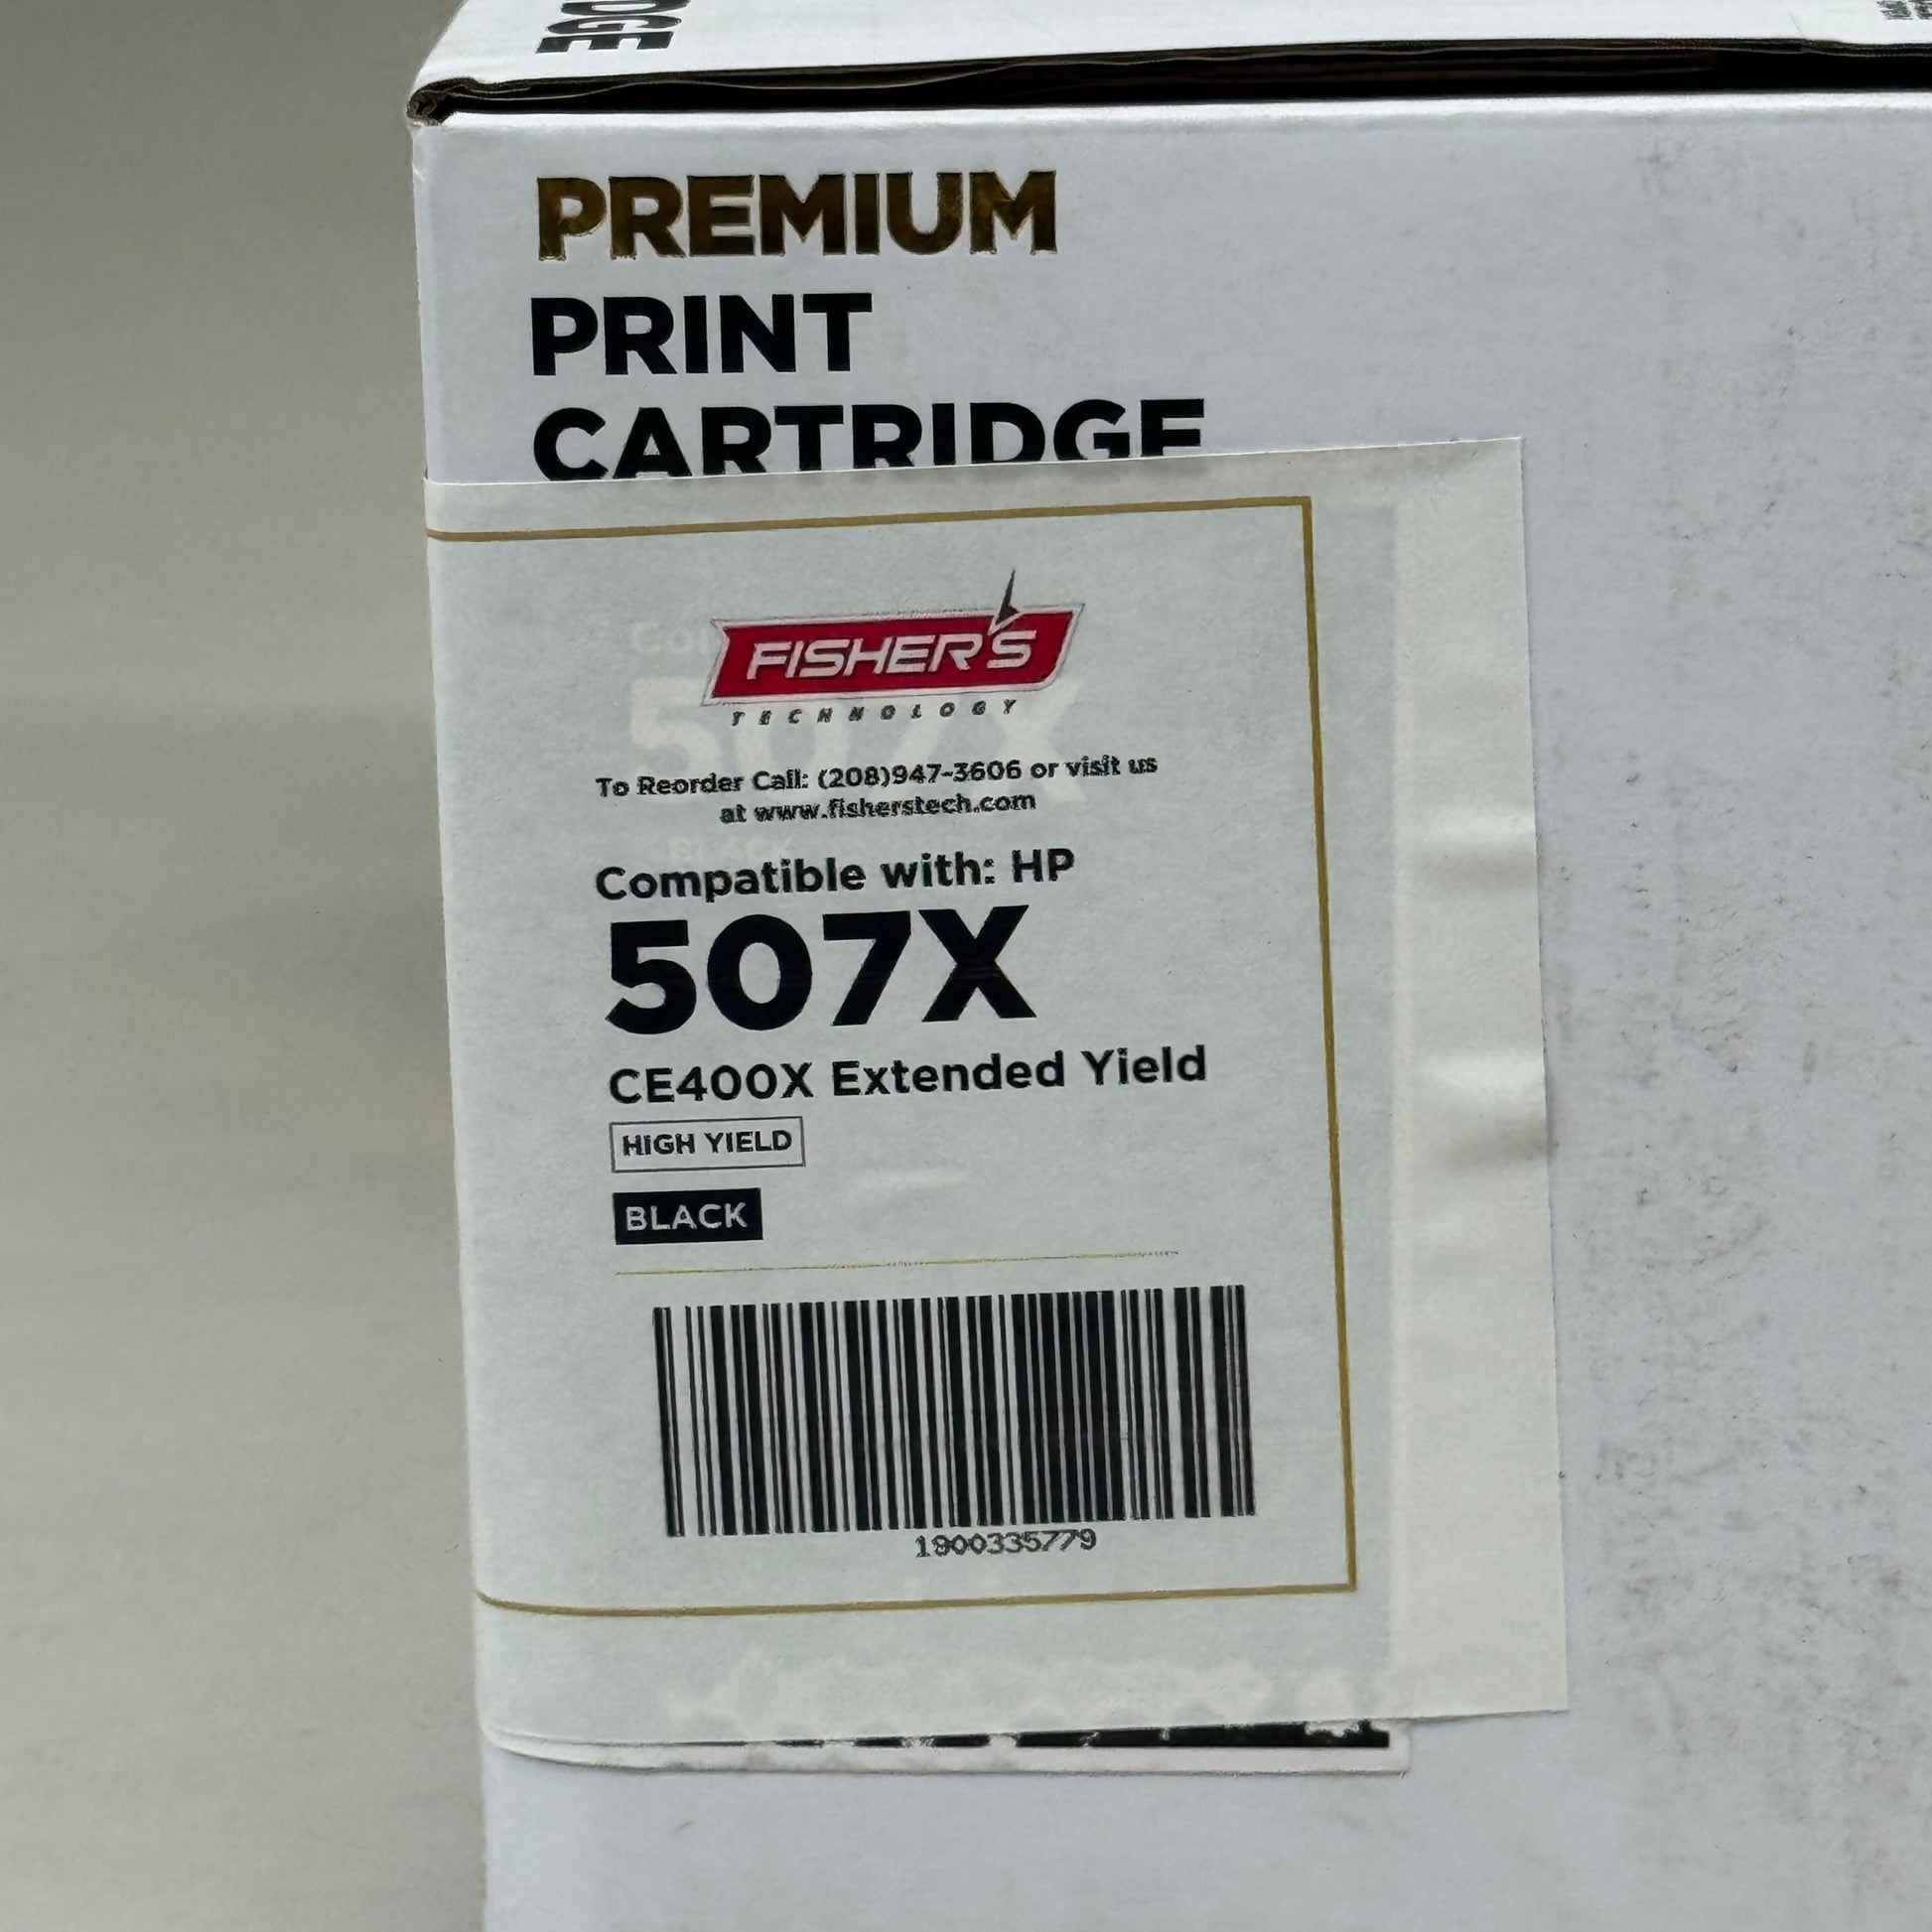 PREMIUM
PRINT
CARTRIDGE
FISHER'S
TECHNOLOGY
To Reorder Call: (208)947-3606 or visit us
at www.fisherstech.com
Compatible with: HP
507X
CE400X Extended Yield
HIGH YIELD
BLACK
1900335779